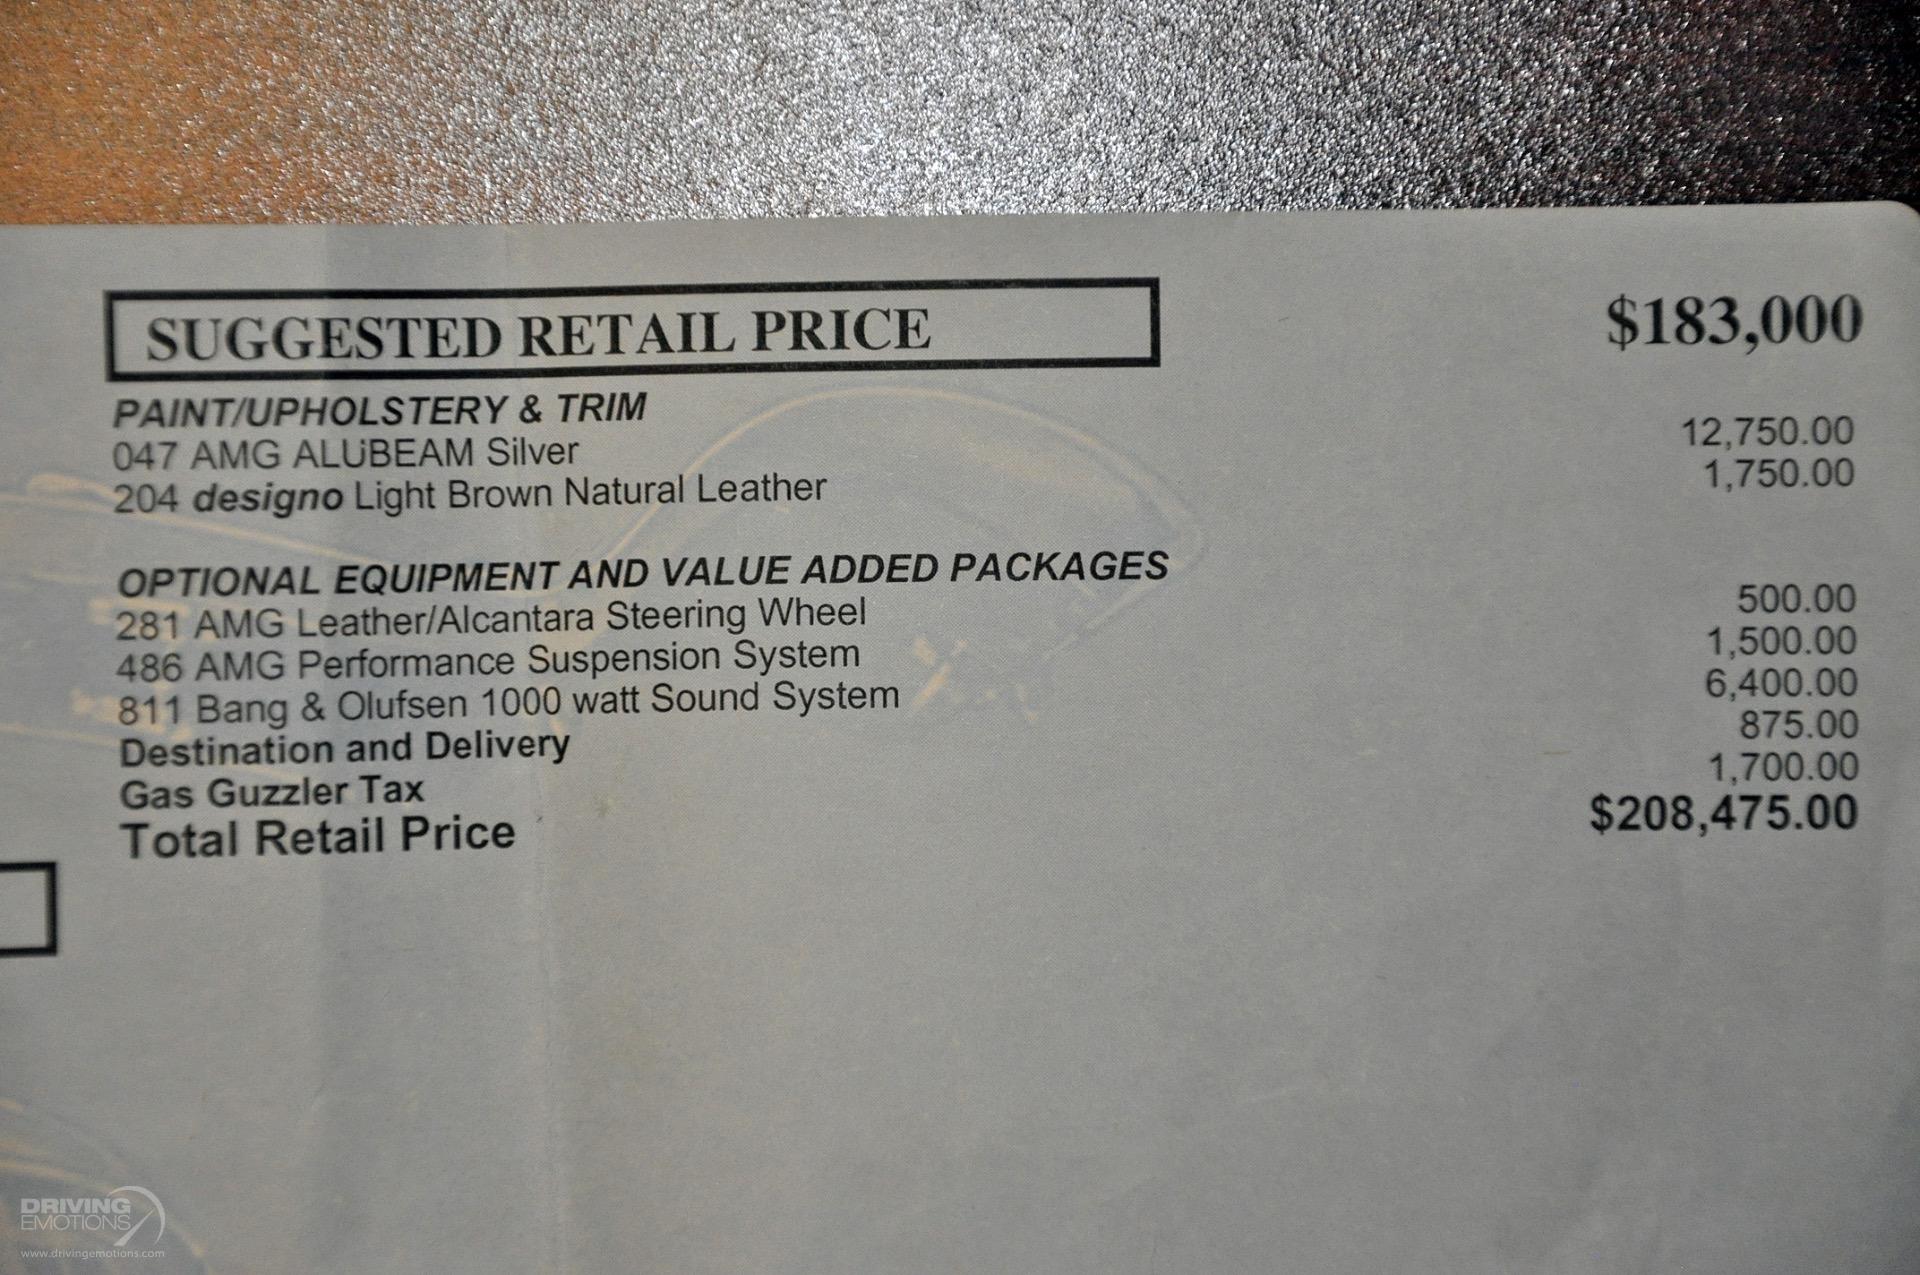 SUGGESTED RETAIL PRICE $183,000
PAINT/UPHOLSTERY & TRIM
047 AMG ALUBEAM Silver 12,750.00
204 designo Light Brown Natural Leather 1,750.00
OPTIONAL EQUIPMENT AND VALUE ADDED PACKAGES
281 AMG Leather/Alcantara Steering Wheel 500.00
486 AMG Performance Suspension System 1,500.00
811 Bang & Olufsen 1000 watt Sound System 6,400.00
Destination and Delivery 875.00
Gas Guzzler Tax 1,700.00
Total Retail Price $208,475.00
DRIVING
EMOTIONS
www.drivingemotions.com